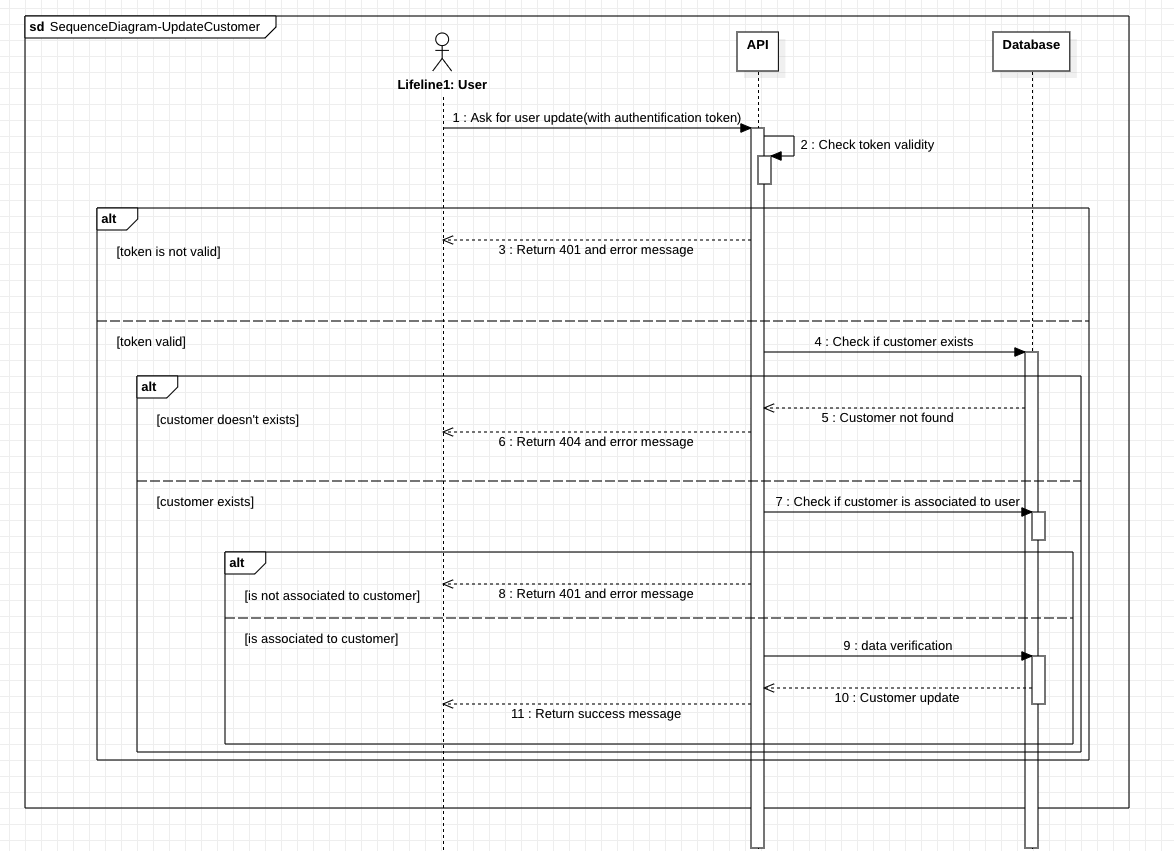 sd SequenceDiagram-UpdateCustomer
API
Database
Lifeline1: User
1 : Ask for user update(with authentification token)
2 : Check token validity
alt
3 : Return 401 and error message
[token is not valid]
[token valid]
4 : Check if customer exists
alt
[customer doesn't exists]
5 : Customer not found
6 : Return 404 and error message
[customer exists]
7 : Check if customer is associated to user
alt
8 : Return 401 and error message
[is not associated to customer]
[is associated to customer]
9 : data verification
10 : Customer update
11 : Return success message